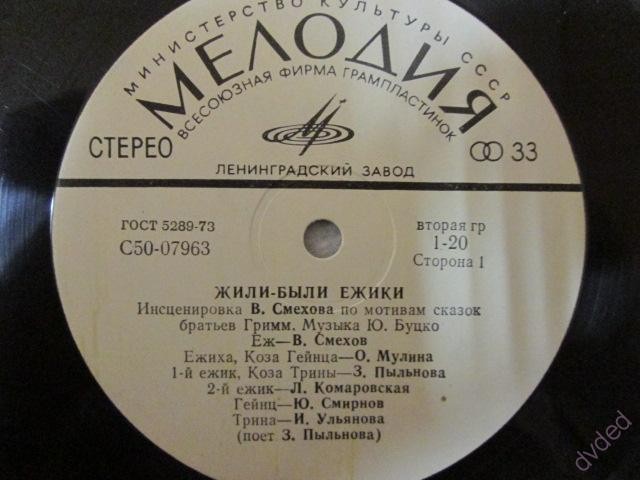 МИНИСТЕРСТВО КУЛЬТУРЫ СССР
МЕЛОДИЯ
ВСЕСОЮЗНАЯ ФИРМА ГРАМПЛАСТИНОК
СТЕРЕО
33
ЛЕНИНГРАДСКИЙ ЗАВОД
ГОСТ 5289-73
С50-07963
вторая гр
1-20
Сторона 1
ЖИЛИ-БЫЛИ ЕЖИКИ
Инсценировка В. Смехова по мотивам сказок
братьев Гримм. Музыка Ю. Буцко
Еж—В. Смехов
Ежиха, Коза Гейнца—О. Мулина
1-й ежик, Коза Трины—З. Пыльнова
2-й ежик—Л. Комаровская
Гейнц—Ю. Смирнов
Трина—И. Ульянова
(поет З. Пыльнова)
dvded